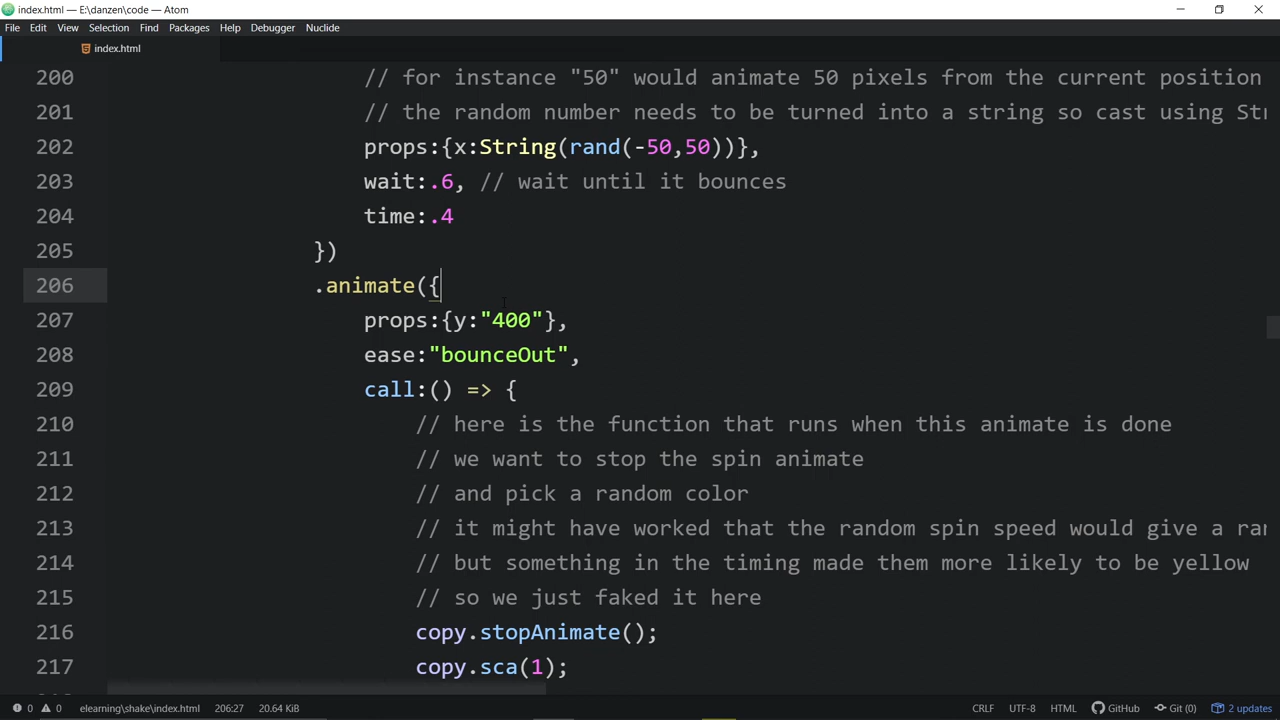 index.html — E:\danzen\code — Atom
File Edit View Selection Find Packages Help Debugger Nuclide
index.html
200 // for instance "50" would animate 50 pixels from the current position
201 // the random number needs to be turned into a string so cast using Str
202 props:{x:String(rand(-50,50))},
203 wait:.6, // wait until it bounces
204 time:.4
205 })
206 .animate({
207 props:{y:"400"},
208 ease:"bounceOut",
209 call:() => {
210 // here is the function that runs when this animate is done
211 // we want to stop the spin animate
212 // and pick a random color
213 // it might have worked that the random spin speed would give a ran
214 // but something in the timing made them more likely to be yellow
215 // so we just faked it here
216 copy.stopAnimate();
217 copy.sca(1);
0 0 elearning\shake\index.html 206:27 20.64 KiB CRLF UTF-8 HTML GitHub Git (0) 2 updates